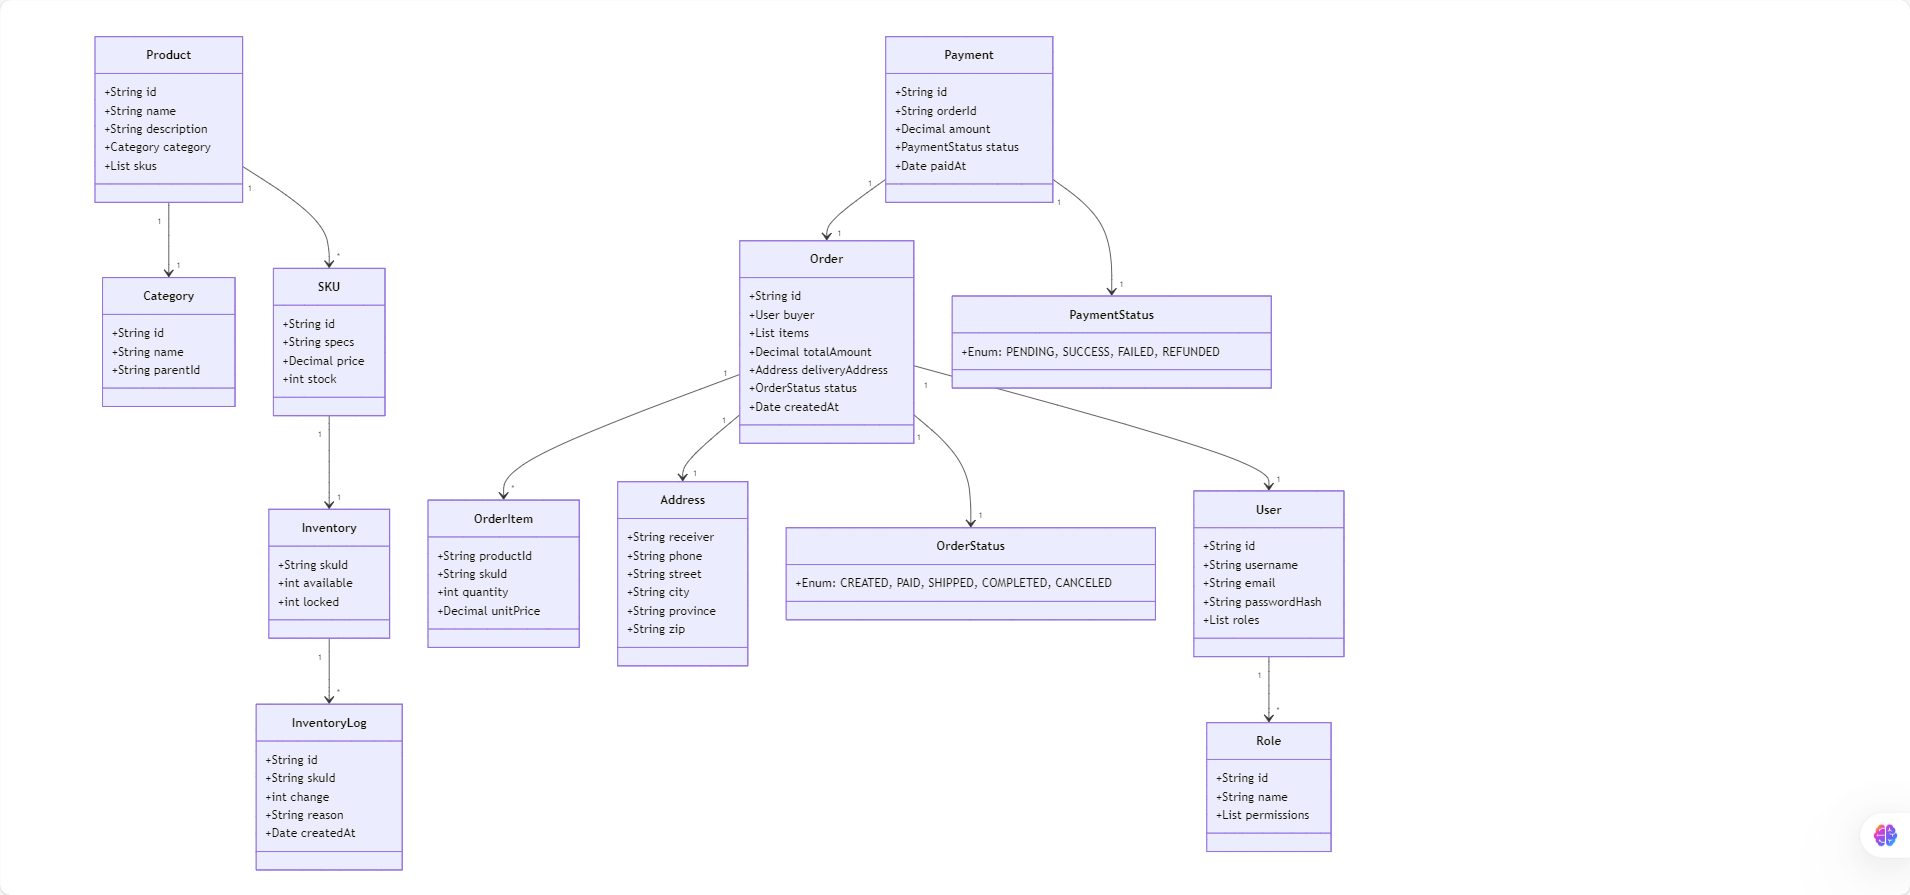 Product
+String id
+String name
+String description
+Category category
+List skus
1
1
1
*
Category
+String id
+String name
+String parentId
SKU
+String id
+String specs
+Decimal price
+int stock
1
1
Inventory
+String skuId
+int available
+int locked
1
*
InventoryLog
+String id
+String skuId
+int change
+String reason
+Date createdAt
Payment
+String id
+String orderId
+Decimal amount
+PaymentStatus status
+Date paidAt
1
1
1
1
Order
+String id
+User buyer
+List items
+Decimal totalAmount
+Address deliveryAddress
+OrderStatus status
+Date createdAt
PaymentStatus
+Enum: PENDING, SUCCESS, FAILED, REFUNDED
1
1
1
1
*
1
1
1
OrderItem
+String productId
+String skuId
+int quantity
+Decimal unitPrice
Address
+String receiver
+String phone
+String street
+String city
+String province
+String zip
OrderStatus
+Enum: CREATED, PAID, SHIPPED, COMPLETED, CANCELED
User
+String id
+String username
+String email
+String passwordHash
+List roles
1
*
Role
+String id
+String name
+List permissions